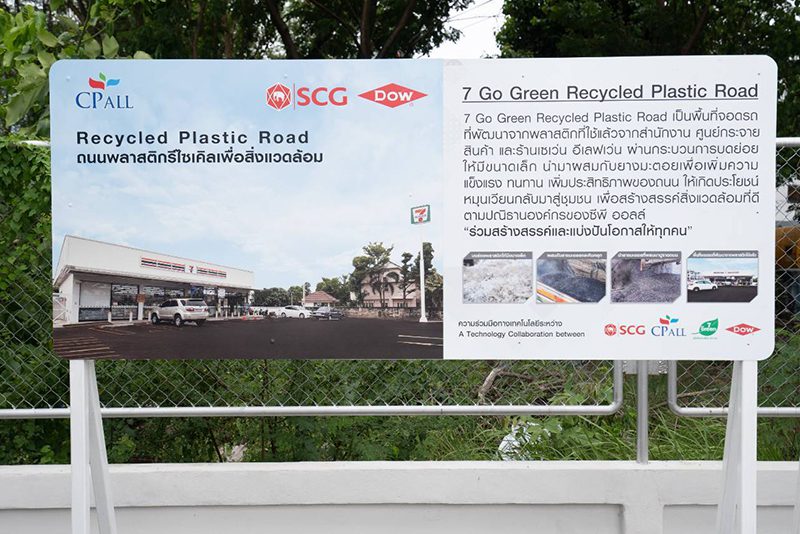 CP ALL
SCG
Dow
Recycled Plastic Road
ถนนพลาสติกรีไซเคิลเพื่อสิ่งแวดล้อม
7 Go Green Recycled Plastic Road
7 Go Green Recycled Plastic Road เป็นพื้นที่จอดรถ
ที่พัฒนาจากพลาสติกที่ใช้แล้วจากสำนักงาน ศูนย์กระจาย
สินค้า และร้านเซเว่น อีเลฟเว่น ผ่านกระบวนการบดย่อย
ให้มีขนาดเล็ก นำมาผสมกับยางมะตอยเพื่อเพิ่มความ
แข็งแรง ทนทาน เพิ่มประสิทธิภาพของถนน ให้เกิดประโยชน์
หมุนเวียนกลับมาสู่ชุมชน เพื่อสร้างสรรค์สิ่งแวดล้อมที่ดี
ตามปณิธานองค์กรของซีพี ออลล์
“ร่วมสร้างสรรค์และแบ่งปันโอกาสให้ทุกคน”
ความร่วมมือทางเทคโนโลยีระหว่าง
A Technology Collaboration between
SCG
CP ALL
7 Green
Dow